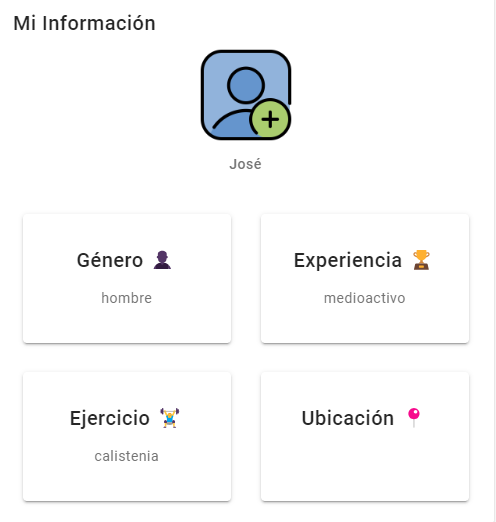 Mi Información
José
Género 👤
Experiencia 🏆
hombre
medioactivo
Ejercicio 🏋️
Ubicación 📍
calistenia